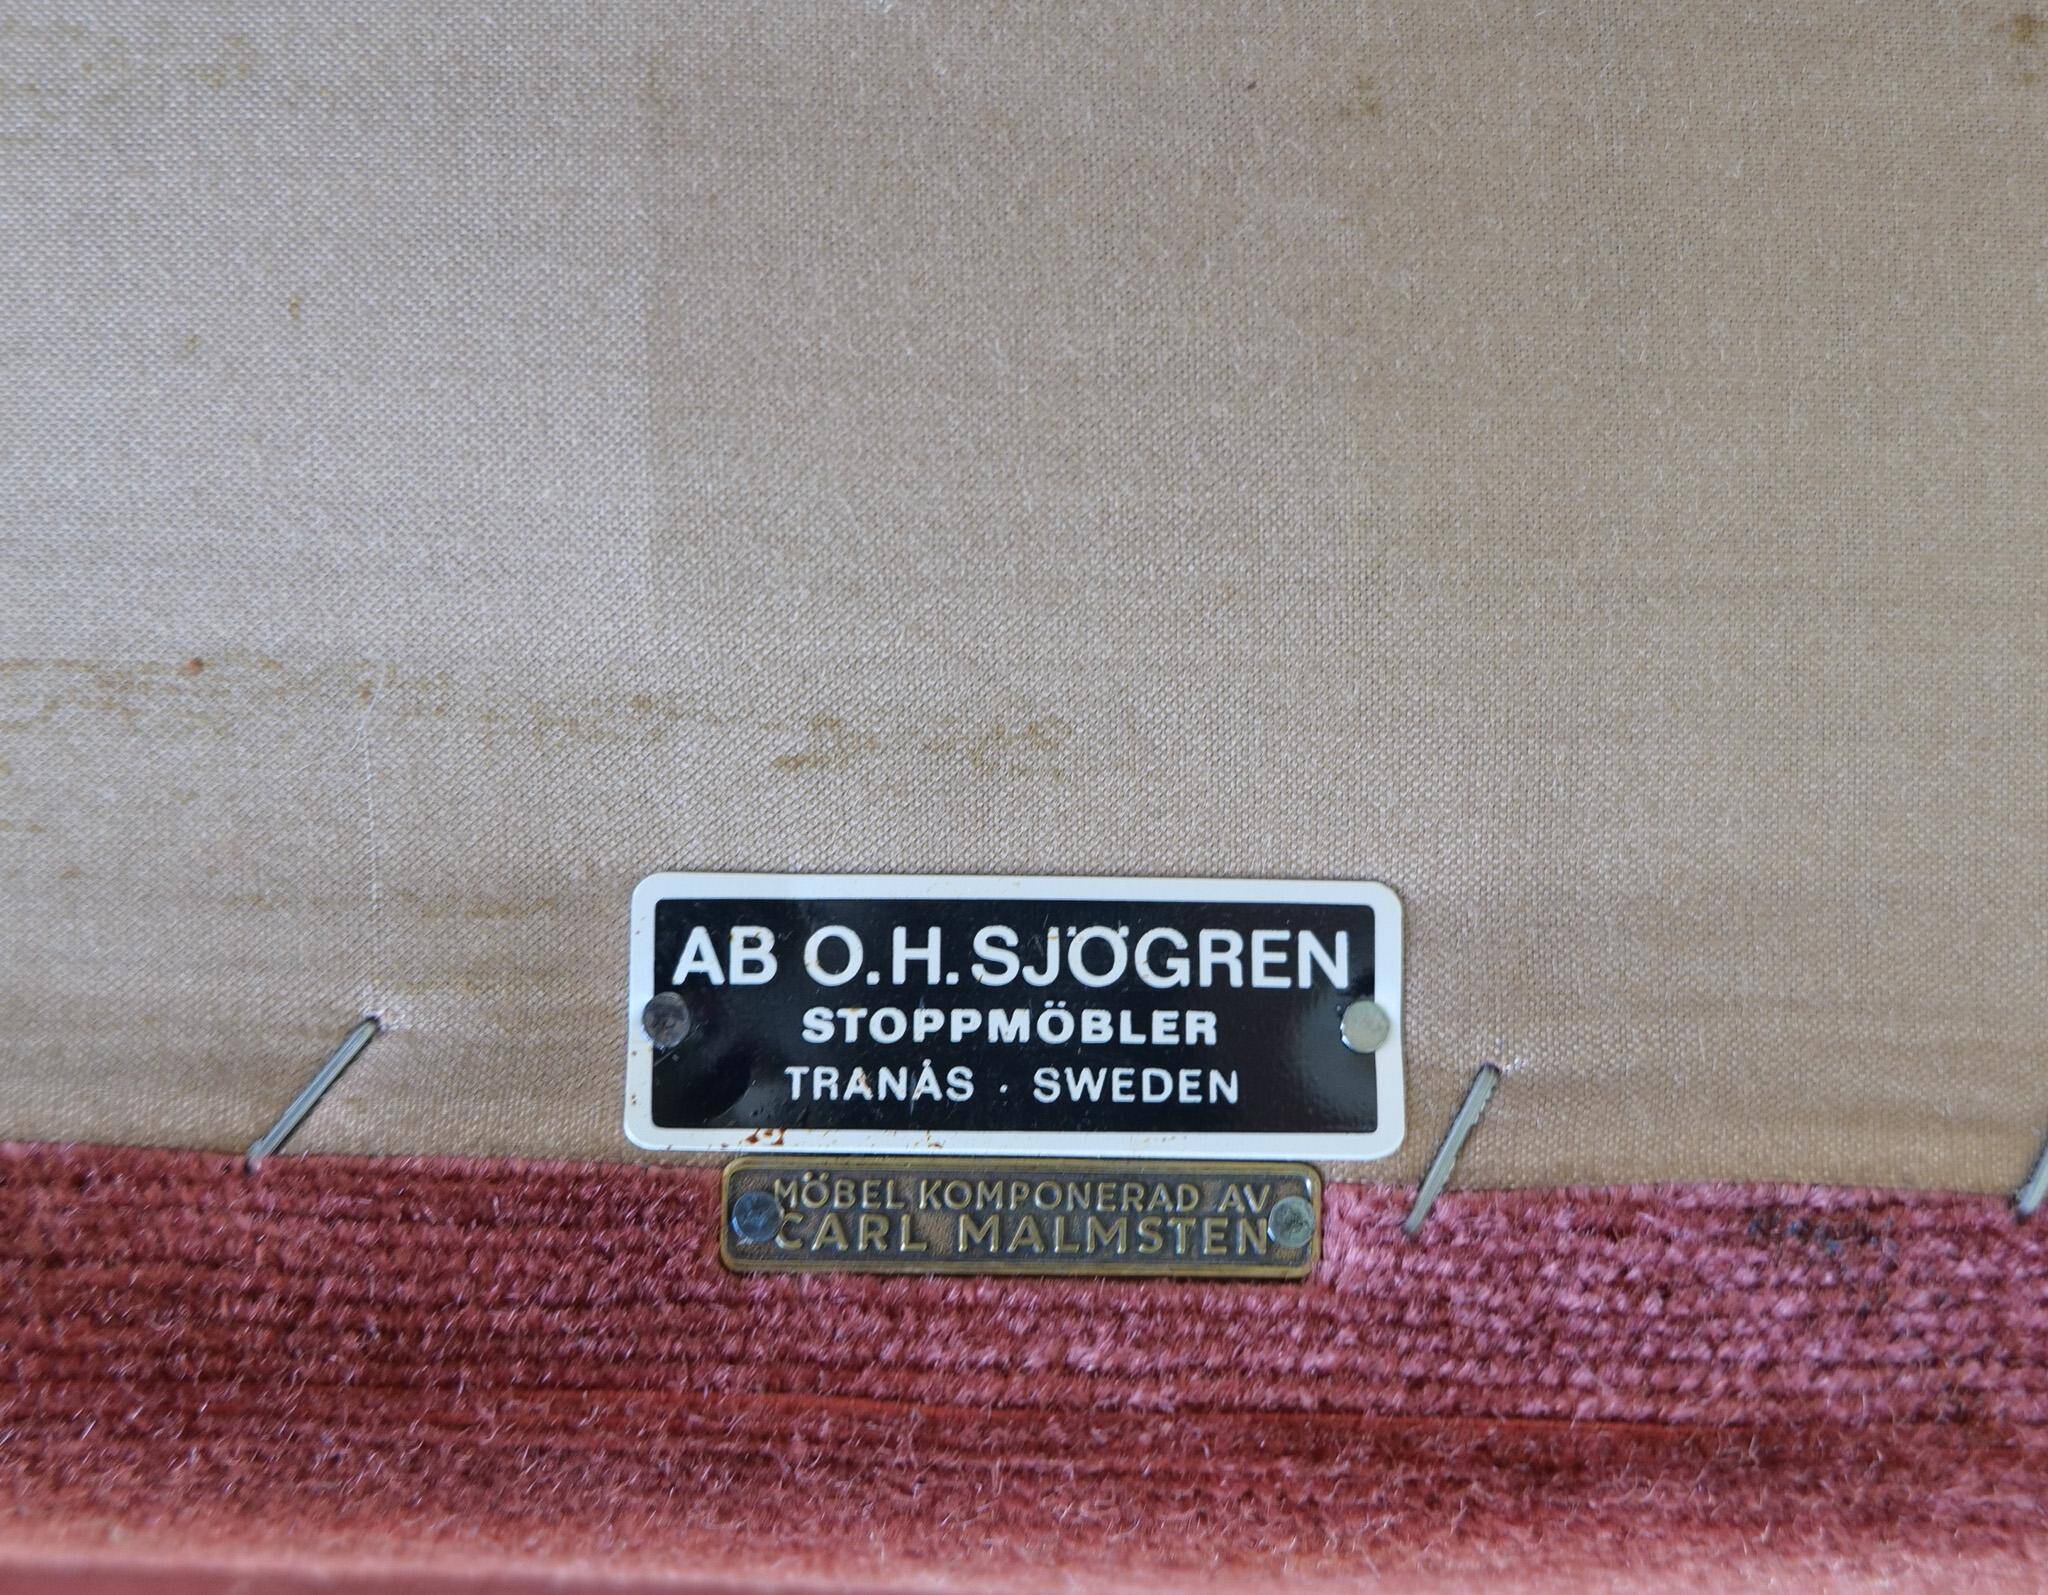 AB O.H. SJÖGREN
STOPPMÖBLER
TRANÅS · SWEDEN
MÖBEL KOMPONERAD AV
CARL MALMSTEN